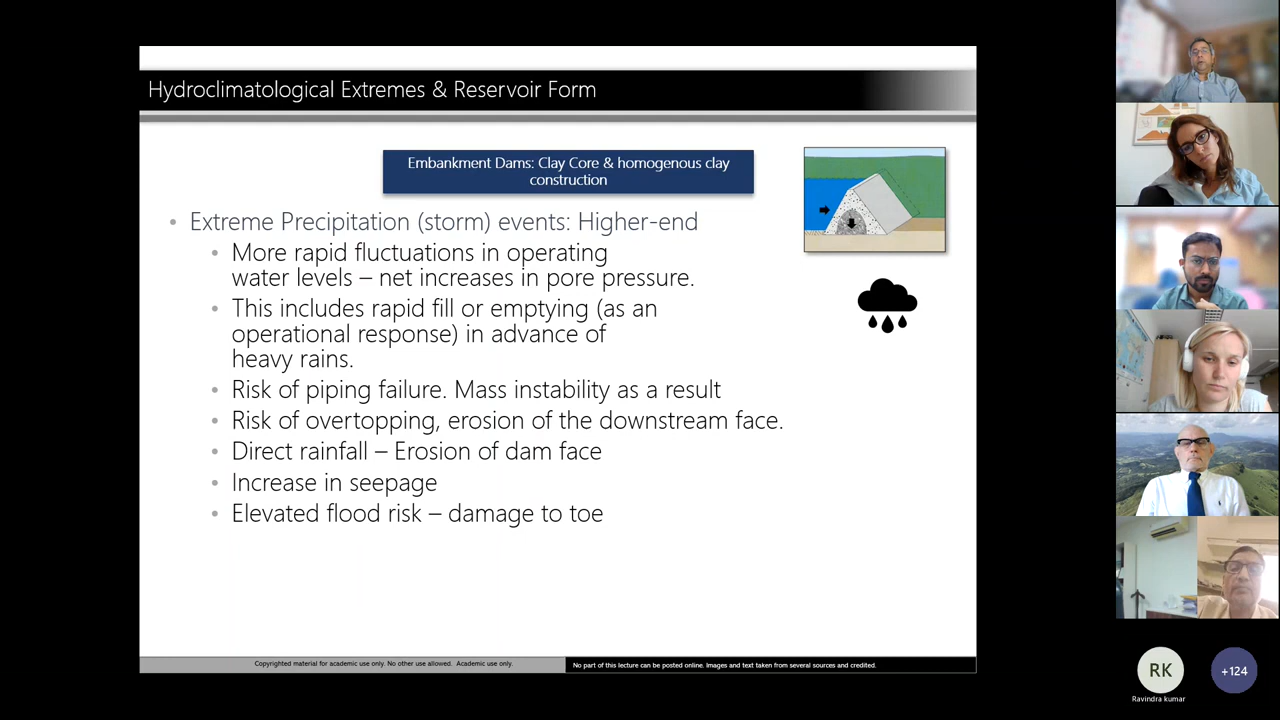 Hydroclimatological Extremes & Reservoir Form
Embankment Dams: Clay Core & homogenous clay
construction
• Extreme Precipitation (storm) events: Higher-end
• More rapid fluctuations in operating
water levels – net increases in pore pressure.
• This includes rapid fill or emptying (as an
operational response) in advance of
heavy rains.
• Risk of piping failure. Mass instability as a result
• Risk of overtopping, erosion of the downstream face.
• Direct rainfall – Erosion of dam face
• Increase in seepage
• Elevated flood risk – damage to toe
Copyrighted material for academic use only. No other use allowed. Academic use only.
No part of this lecture can be posted online. Images and text taken from several sources and credited.
RK
+124
Ravindra kumar